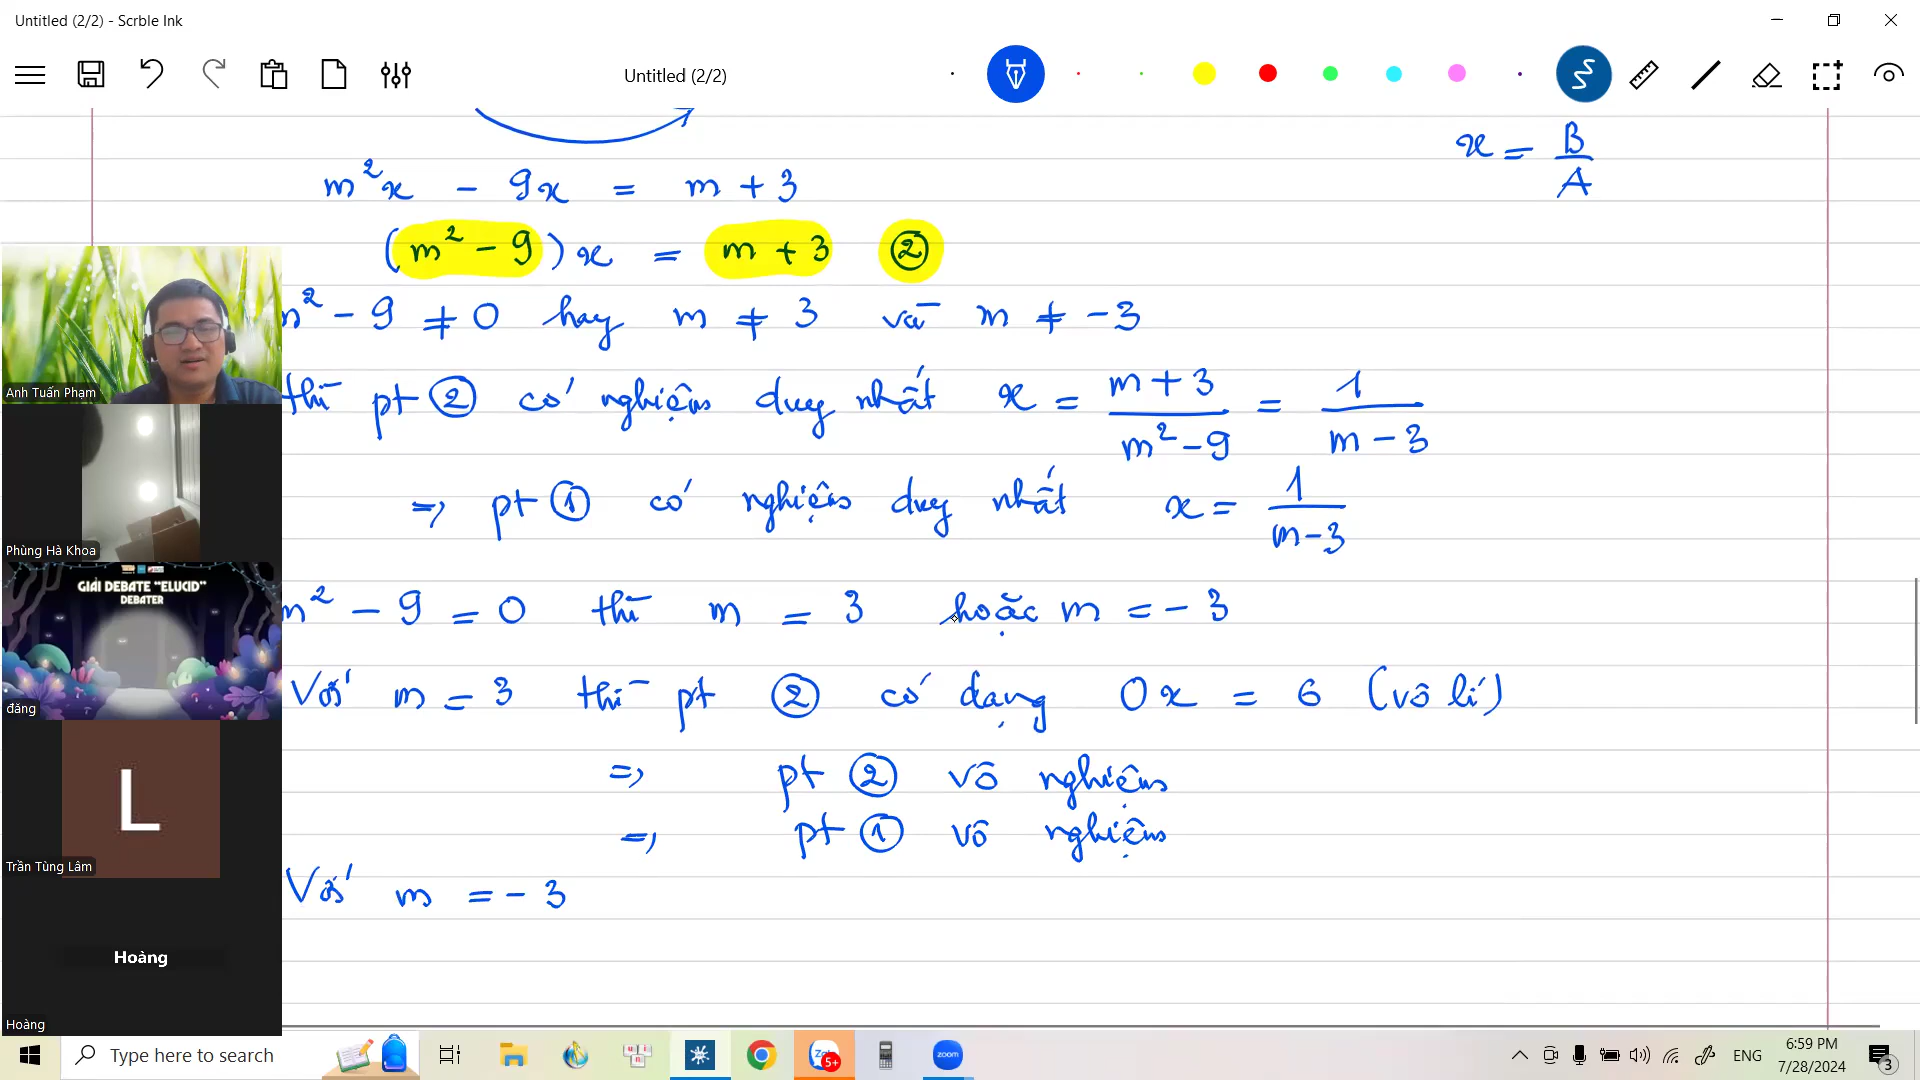 Untitled (2/2) - Scrble Ink
Untitled (2/2)
x = B/A
m²x - 9x = m + 3
(m² - 9)x = m + 3 ②
m² - 9 ≠ 0 hay m ≠ 3 và m ≠ -3
thì pt ② có nghiệm duy nhất x = (m+3)/(m²-9) = 1/(m-3)
=> pt ① có nghiệm duy nhất x = 1/(m-3)
m² - 9 = 0 thì m = 3 hoặc m = -3
Với m = 3 thì pt ② có dạng 0x = 6 (vô lí)
=> pt ② vô nghiệm
=> pt ① vô nghiệm
Với m = -3
Anh Tuấn Phạm
Phùng Hà Khoa
GIẢI DEBATE "ELUCID"
DEBATER
đăng
L
Trần Tùng Lâm
Hoàng
Hoàng
Type here to search
5+
zoom
ENG
6:59 PM
7/28/2024
3